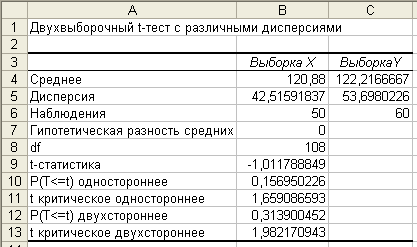 A B C
1 Двухвыборочный t-тест с различными дисперсиями
2
3 Выборка X ВыборкаY
4 Среднее 120,88 122,2166667
5 Дисперсия 42,51591837 53,6980226
6 Наблюдения 50 60
7 Гипотетическая разность средних 0
8 df 108
9 t-статистика -1,011788849
10 P(T<=t) одностороннее 0,156950226
11 t критическое одностороннее 1,659086593
12 P(T<=t) двухстороннее 0,313900452
13 t критическое двухстороннее 1,982170943